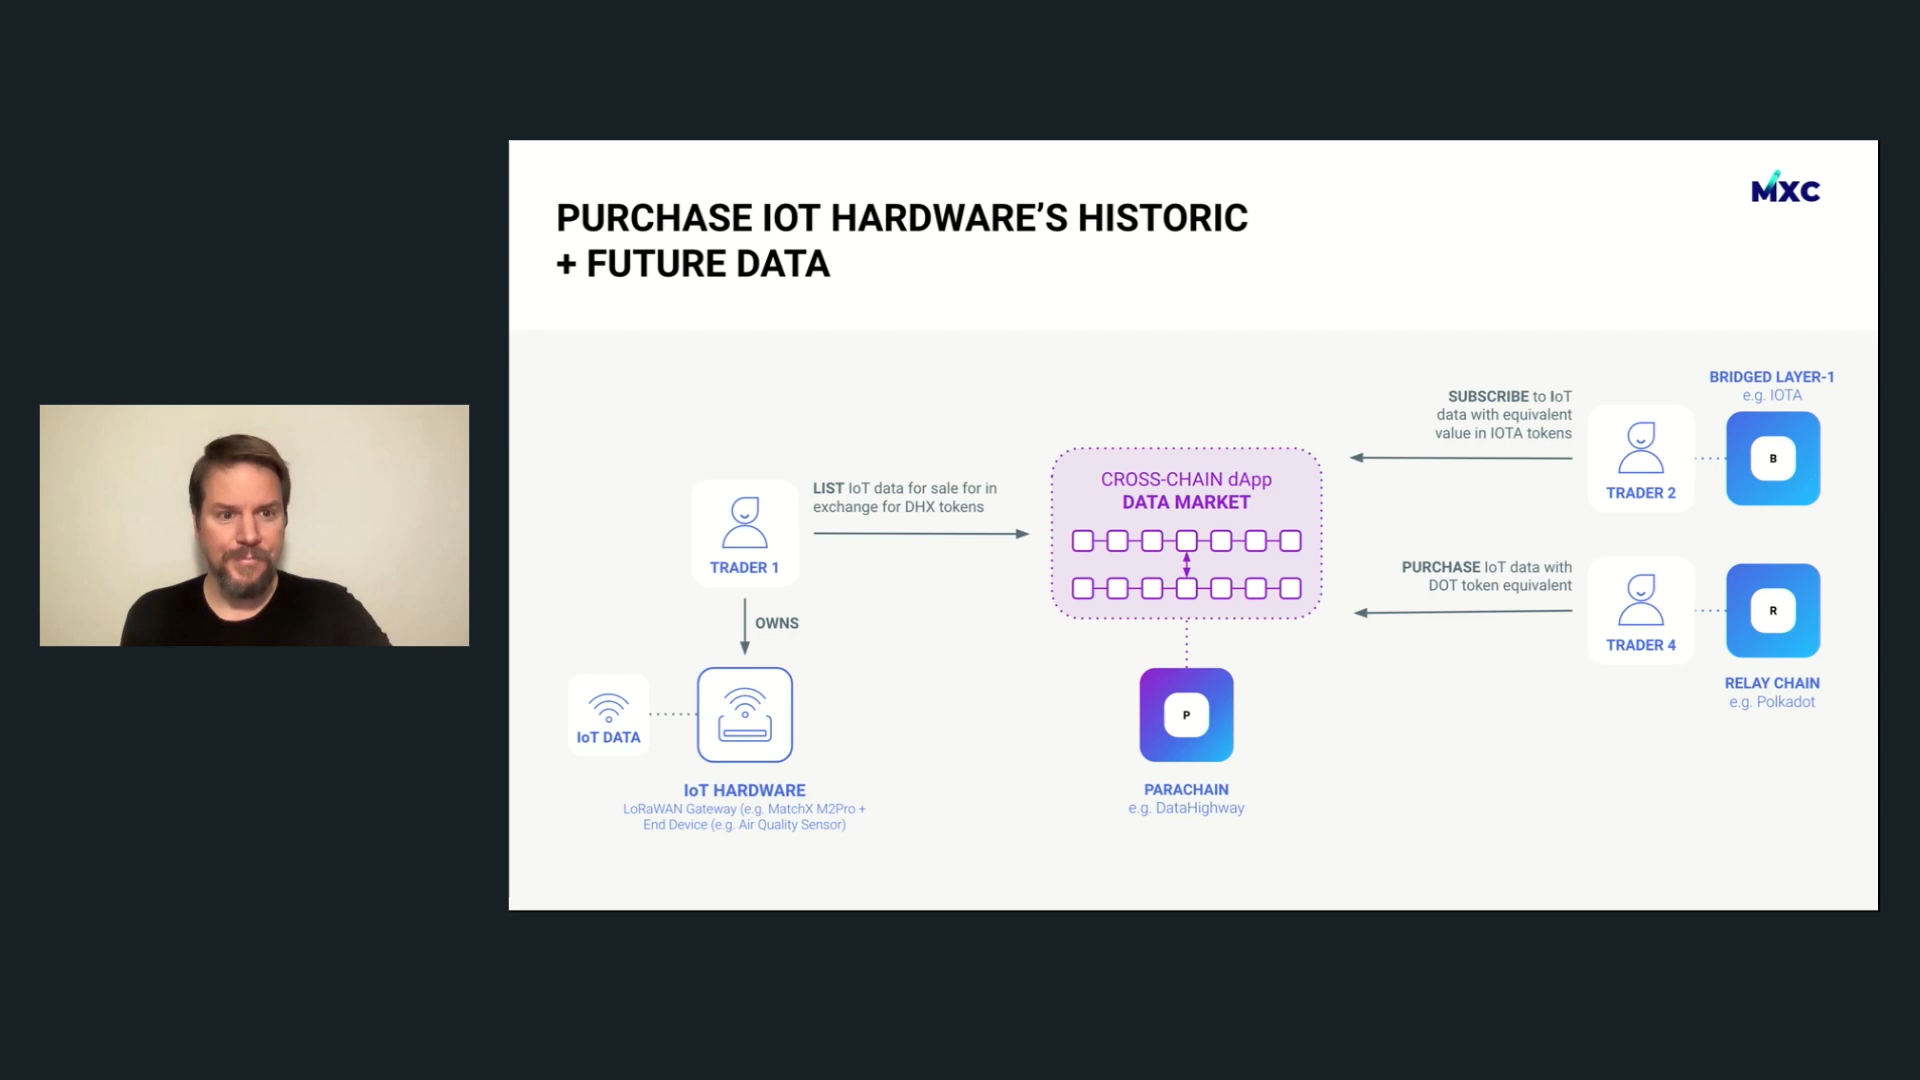 MXC
PURCHASE IOT HARDWARE’S HISTORIC
+ FUTURE DATA
LIST IoT data for sale for in
exchange for DHX tokens
TRADER 1
OWNS
IoT DATA
IoT HARDWARE
LoRaWAN Gateway (e.g. MatchX M2Pro +
End Device (e.g. Air Quality Sensor)
CROSS-CHAIN dApp
DATA MARKET
P
PARACHAIN
e.g. DataHighway
SUBSCRIBE to IoT
data with equivalent
value in IOTA tokens
TRADER 2
BRIDGED LAYER-1
e.g. IOTA
B
PURCHASE IoT data with
DOT token equivalent
TRADER 4
R
RELAY CHAIN
e.g. Polkadot